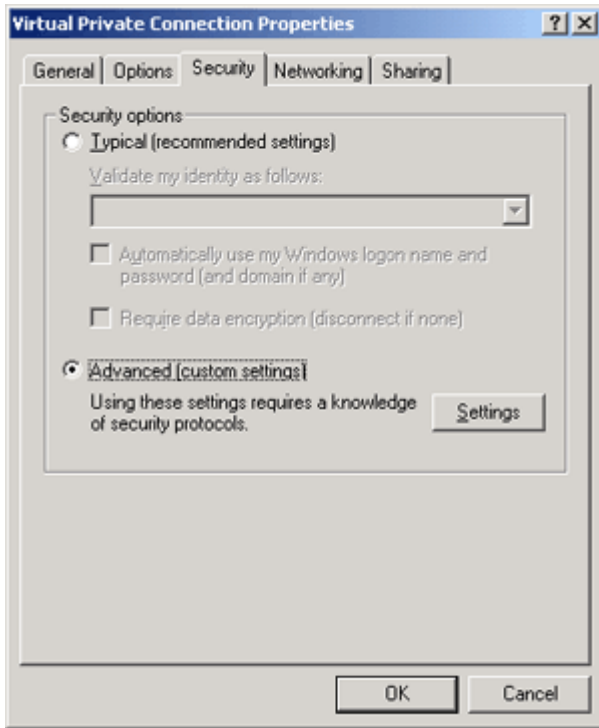 Virtual Private Connection Properties
General Options Security Networking Sharing
Security options
Typical (recommended settings)
Validate my identity as follows:
Automatically use my Windows logon name and
password (and domain if any)
Require data encryption (disconnect if none)
Advanced (custom settings)
Using these settings requires a knowledge
of security protocols.
Settings
OK Cancel